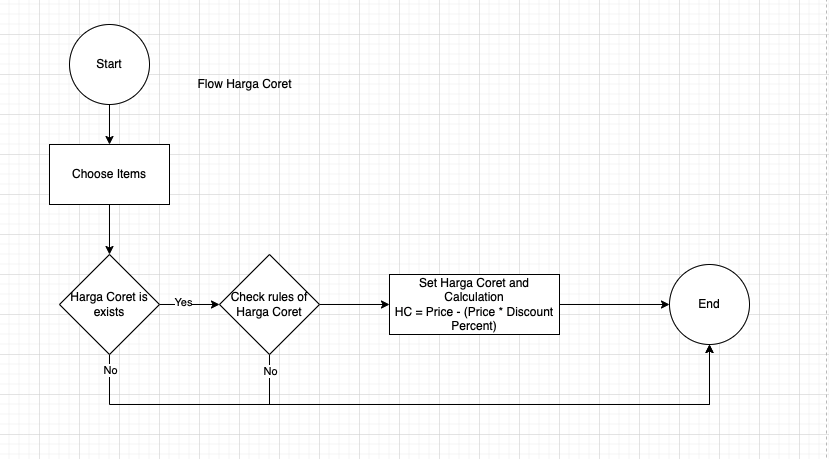 Start
Flow Harga Coret
Choose Items
Harga Coret is
exists
Yes
Check rules of
Harga Coret
Set Harga Coret and
Calculation
HC = Price - (Price * Discount
Percent)
End
No
No